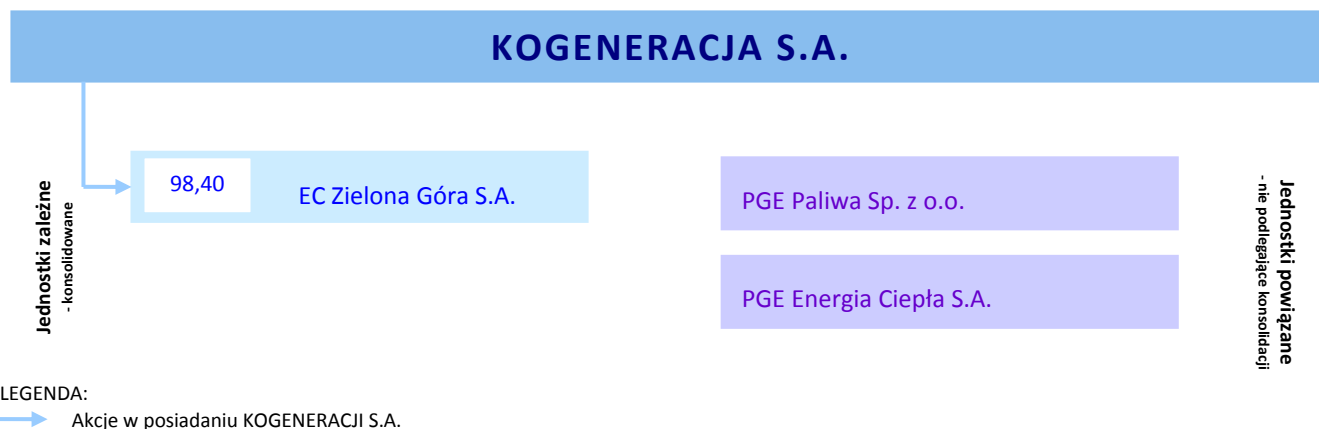 KOGENERACJA S.A.
Jednostki zależne
- konsolidowane
98,40
EC Zielona Góra S.A.
PGE Paliwa Sp. z o.o.
PGE Energia Ciepła S.A.
Jednostki powiązane
- nie podlegające konsolidacji
LEGENDA:
Akcje w posiadaniu KOGENERACJI S.A.